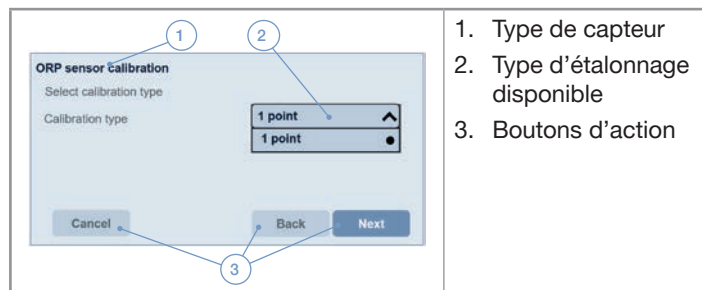 1
2
ORP sensor calibration
Select calibration type
Calibration type
1 point
1 point
Cancel
Back
Next
3
1. Type de capteur
2. Type d'étalonnage
disponible
3. Boutons d'action